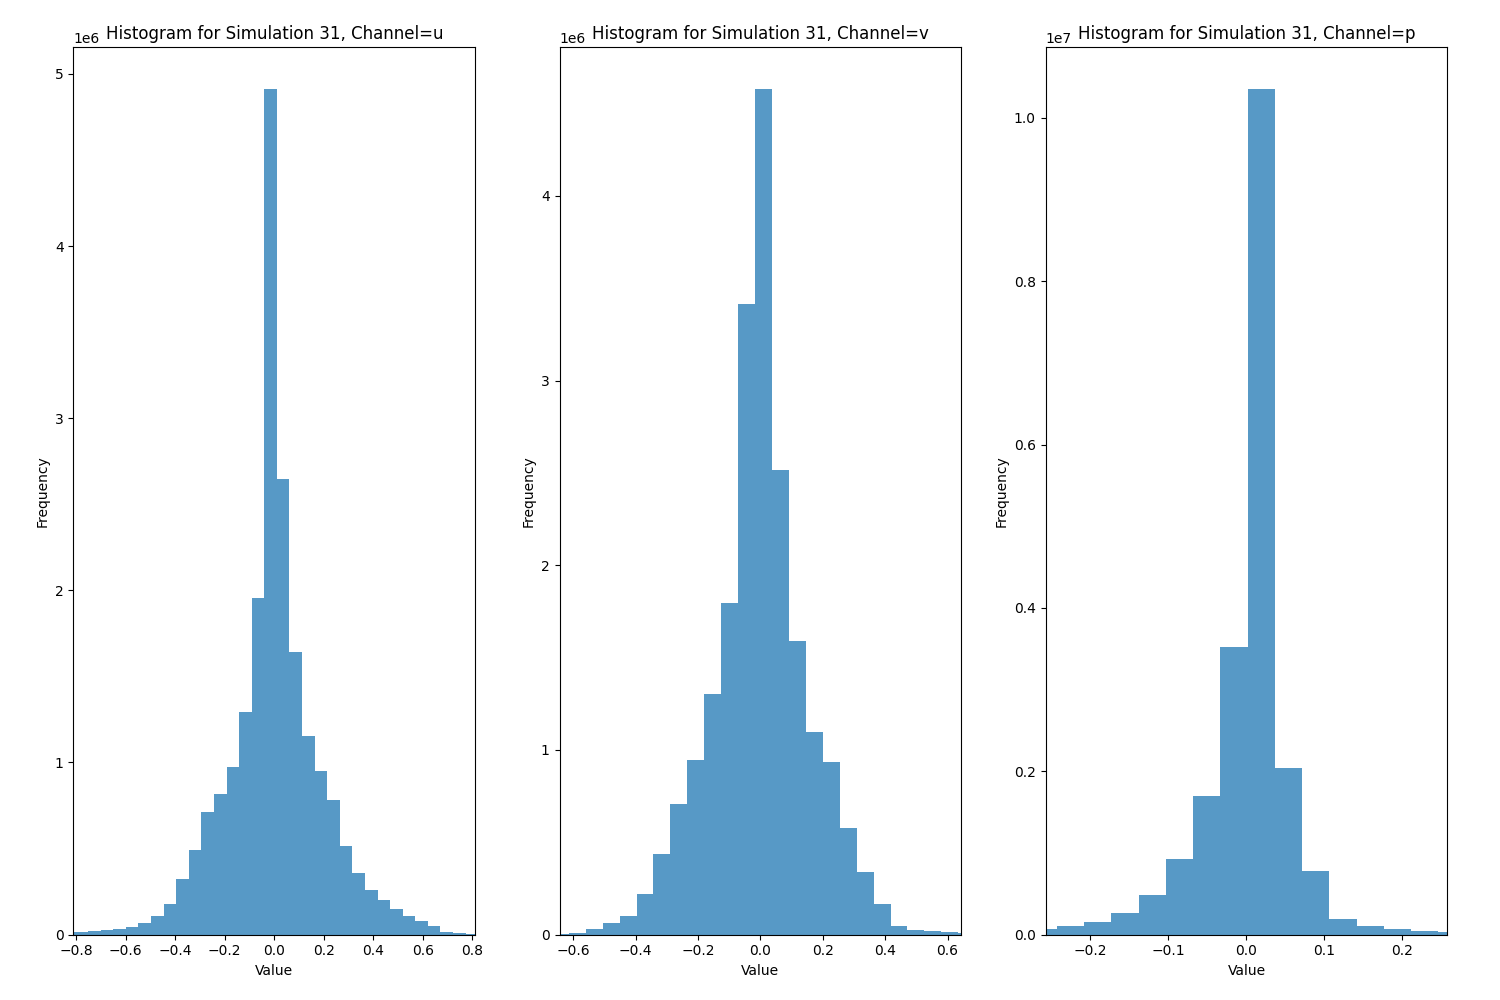 Histogram for Simulation 31, Channel=u
1e6
5
4
3
2
1
0
Frequency
−0.8 −0.6 −0.4 −0.2 0.0 0.2 0.4 0.6 0.8
Value
Histogram for Simulation 31, Channel=v
1e6
4
3
2
1
0
Frequency
−0.6 −0.4 −0.2 0.0 0.2 0.4 0.6
Value
Histogram for Simulation 31, Channel=p
1e7
1.0
0.8
0.6
0.4
0.2
0.0
Frequency
−0.2 −0.1 0.0 0.1 0.2
Value